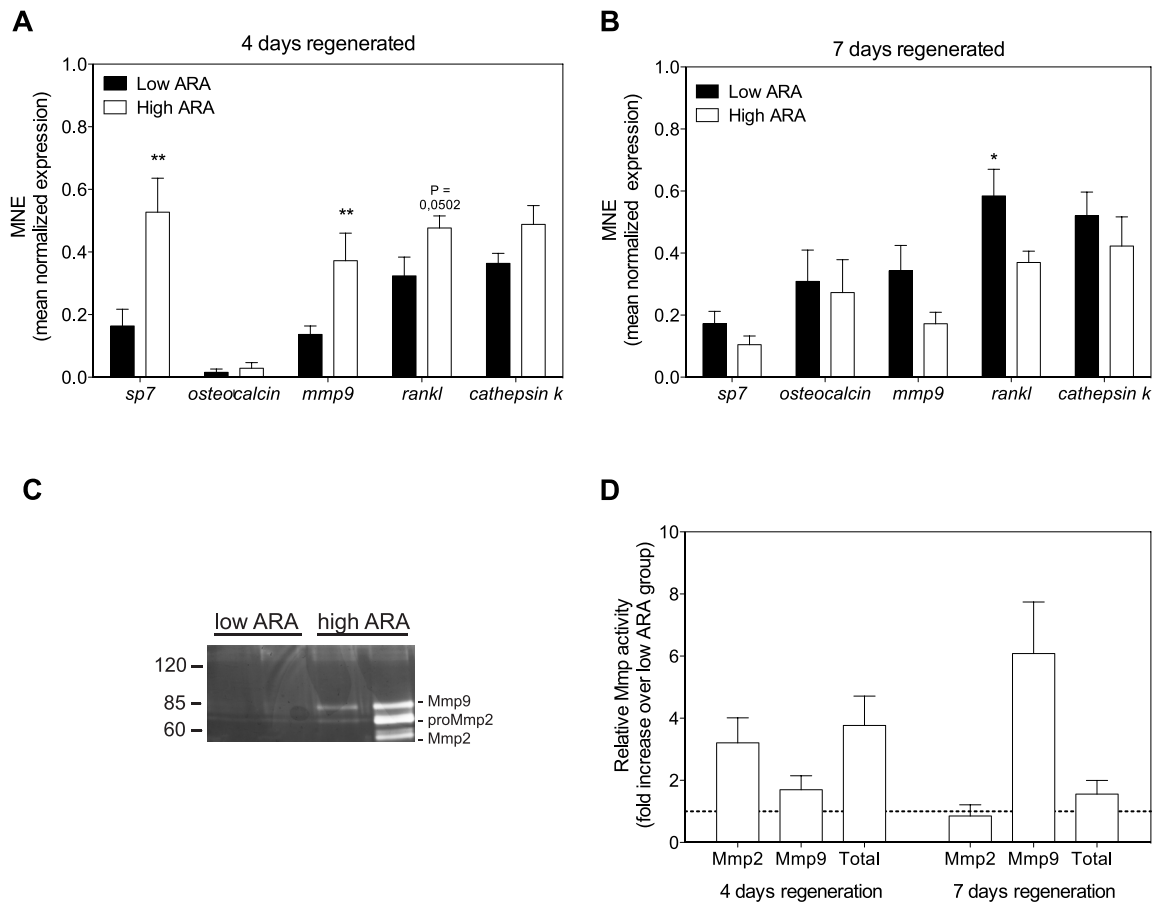 A
4 days regenerated
MNE
(mean normalized expression)
1.0
0.8
0.6
0.4
0.2
0.0
Low ARA
High ARA
**
**
P =
0,0502
sp7
osteocalcin
mmp9
rankl
cathepsin k
B
7 days regenerated
MNE
(mean normalized expression)
1.0
0.8
0.6
0.4
0.2
0.0
Low ARA
High ARA
*
sp7
osteocalcin
mmp9
rankl
cathepsin k
C
low ARA
high ARA
120
85
60
- Mmp9
- proMmp2
- Mmp2
D
Relative Mmp activity
(fold increase over low ARA group)
10
8
6
4
2
0
Mmp2 Mmp9 Total
4 days regeneration
Mmp2 Mmp9 Total
7 days regeneration